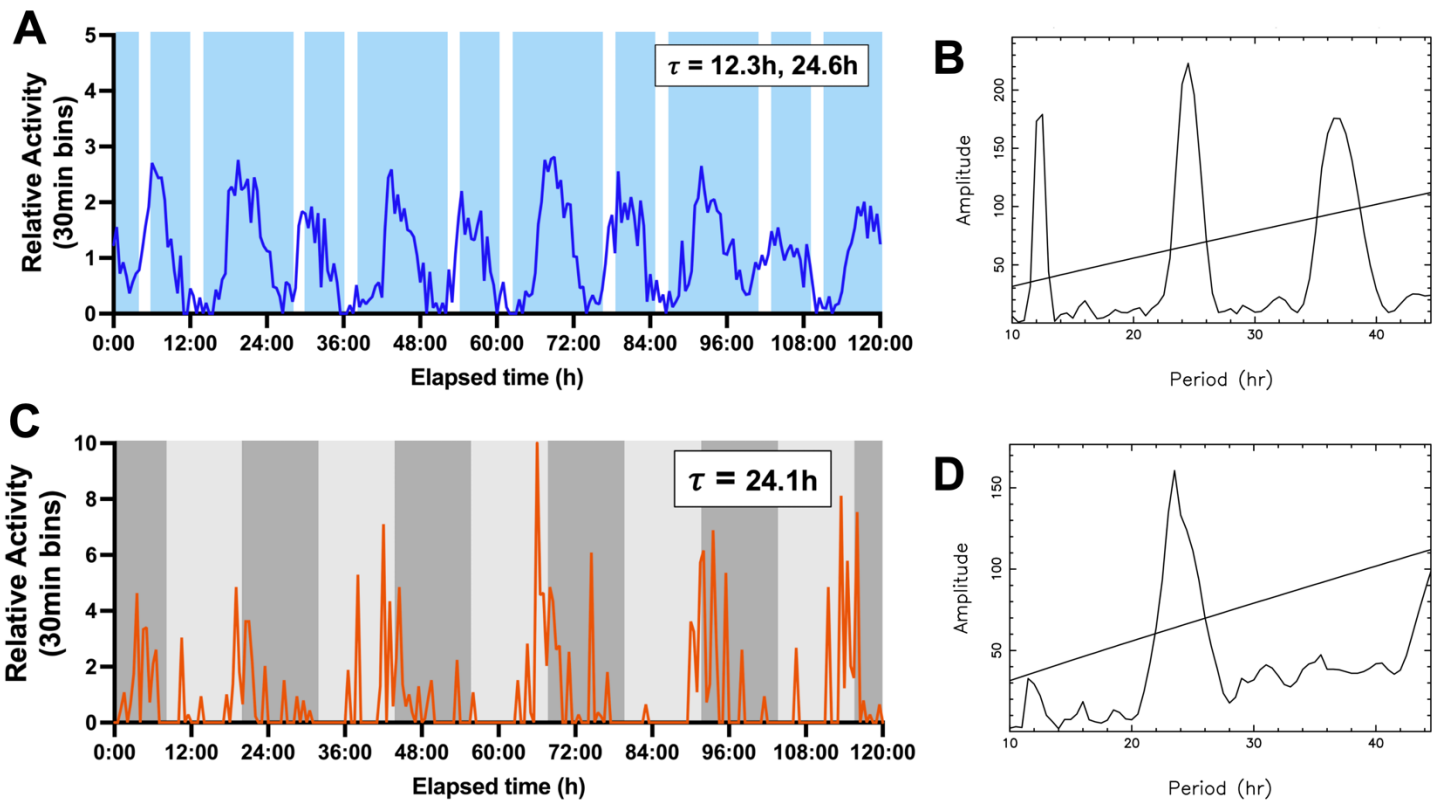 A
Relative Activity
(30min bins)
5
4
3
2
1
0
τ = 12.3h, 24.6h
0:00 12:00 24:00 36:00 48:00 60:00 72:00 84:00 96:00 108:00 120:00
Elapsed time (h)
B
Amplitude
200
150
100
50
10 20 30 40
Period (hr)
C
Relative Activity
(30min bins)
10
8
6
4
2
0
τ = 24.1h
0:00 12:00 24:00 36:00 48:00 60:00 72:00 84:00 96:00 108:00 120:00
Elapsed time (h)
D
Amplitude
150
100
50
10 20 30 40
Period (hr)